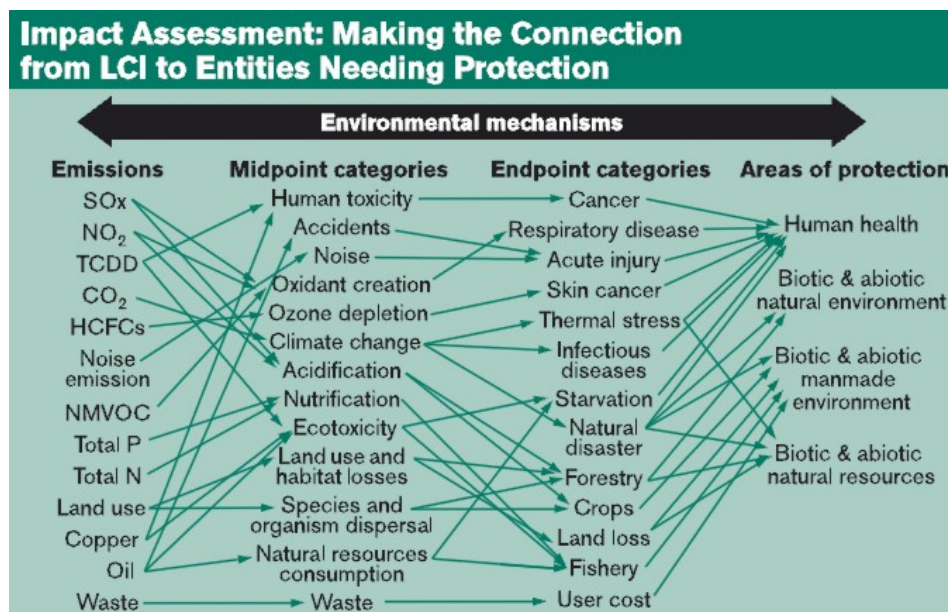 Impact Assessment: Making the Connection
from LCI to Entities Needing Protection
Environmental mechanisms
Emissions
SOx
NO₂
TCDD
CO₂
HCFCs
Noise
emission
NMVOC
Total P
Total N
Land use
Copper
Oil
Waste
Midpoint categories
Human toxicity
Accidents
Noise
Oxidant creation
Ozone depletion
Climate change
Acidification
Nutrification
Ecotoxicity
Land use and
habitat losses
Species and
organism dispersal
Natural resources
consumption
Waste
Endpoint categories
Cancer
Respiratory disease
Acute injury
Skin cancer
Thermal stress
Infectious
diseases
Starvation
Natural
disaster
Forestry
Crops
Land loss
Fishery
User cost
Areas of protection
Human health
Biotic & abiotic
natural environment
Biotic & abiotic
manmade
environment
Biotic & abiotic
natural resources